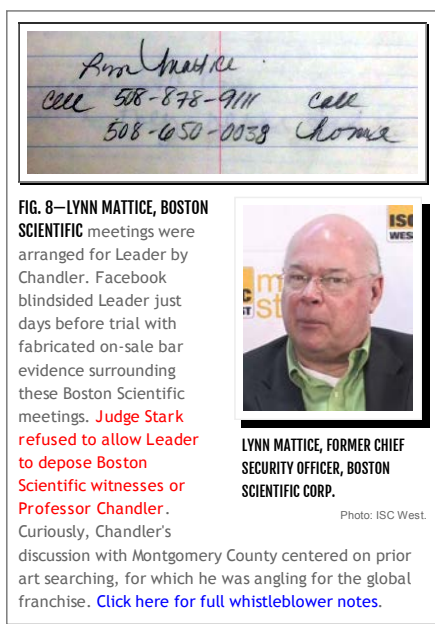 Lynn Mattice
cell 508-878-9111 cell
508-650-0038 home
FIG. 8—LYNN MATTICE, BOSTON
SCIENTIFIC meetings were
arranged for Leader by
Chandler. Facebook
blindsided Leader just
days before trial with
fabricated on-sale bar
evidence surrounding
these Boston Scientific
meetings. Judge Stark
refused to allow Leader
to depose Boston
Scientific witnesses or
Professor Chandler.
Curiously, Chandler's
discussion with Montgomery County centered on prior
art searching, for which he was angling for the global
franchise. Click here for full whistleblower notes.
ISC
WES
LYNN MATTICE, FORMER CHIEF
SECURITY OFFICER, BOSTON
SCIENTIFIC CORP.
Photo: ISC West.